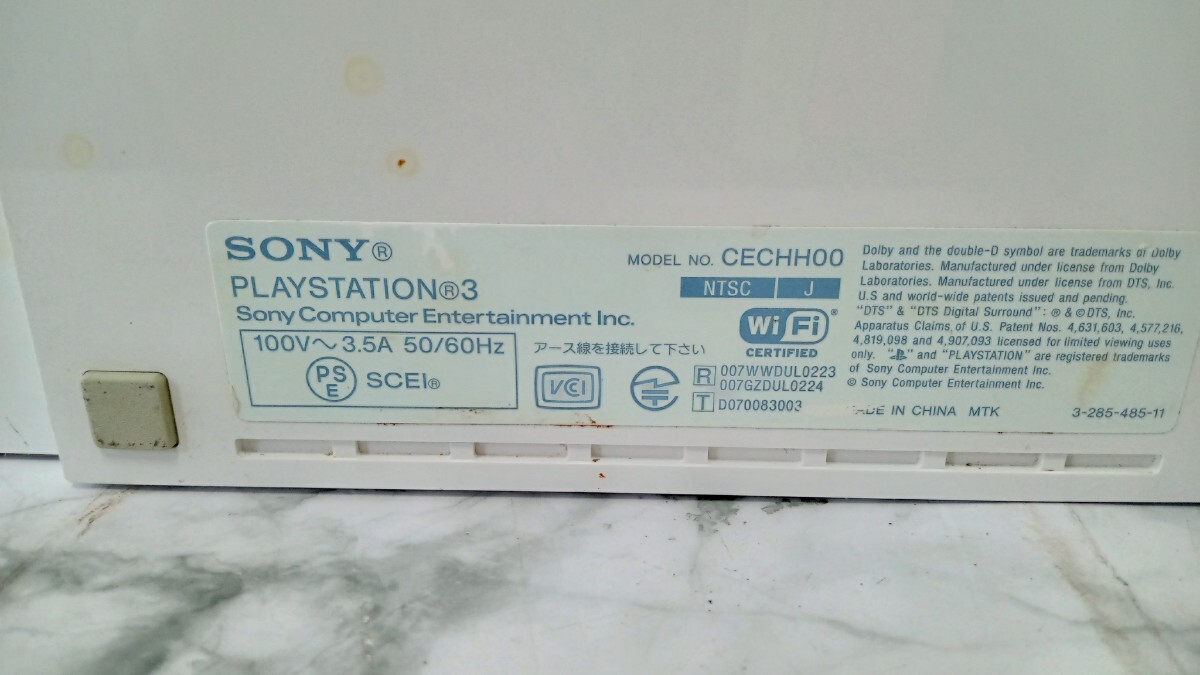 SONY®
PLAYSTATION®3
Sony Computer Entertainment Inc.
100V～ 3.5A 50/60Hz
PS
E
SCEI®
アース線を接続して下さい
VCCI
MODEL NO. CECHH00
NTSC J
Wi Fi®
CERTIFIED
R 007WWDUL0223
007GZDUL0224
T D070083003
Dolby and the double-D symbol are trademarks of Dolby
Laboratories. Manufactured under license from Dolby
Laboratories. Manufactured under license from DTS, Inc.
U.S and world-wide patents issued and pending.
"DTS" & "DTS Digital Surround": ® & © DTS, Inc.
Apparatus Claims of U.S. Patent Nos. 4,631,603, 4,577,216,
4,819,098 and 4,907,093 licensed for limited viewing uses
only. " " and "PLAYSTATION" are registered trademarks
of Sony Computer Entertainment Inc.
© Sony Computer Entertainment Inc.
ADE IN CHINA MTK 3-285-485-11